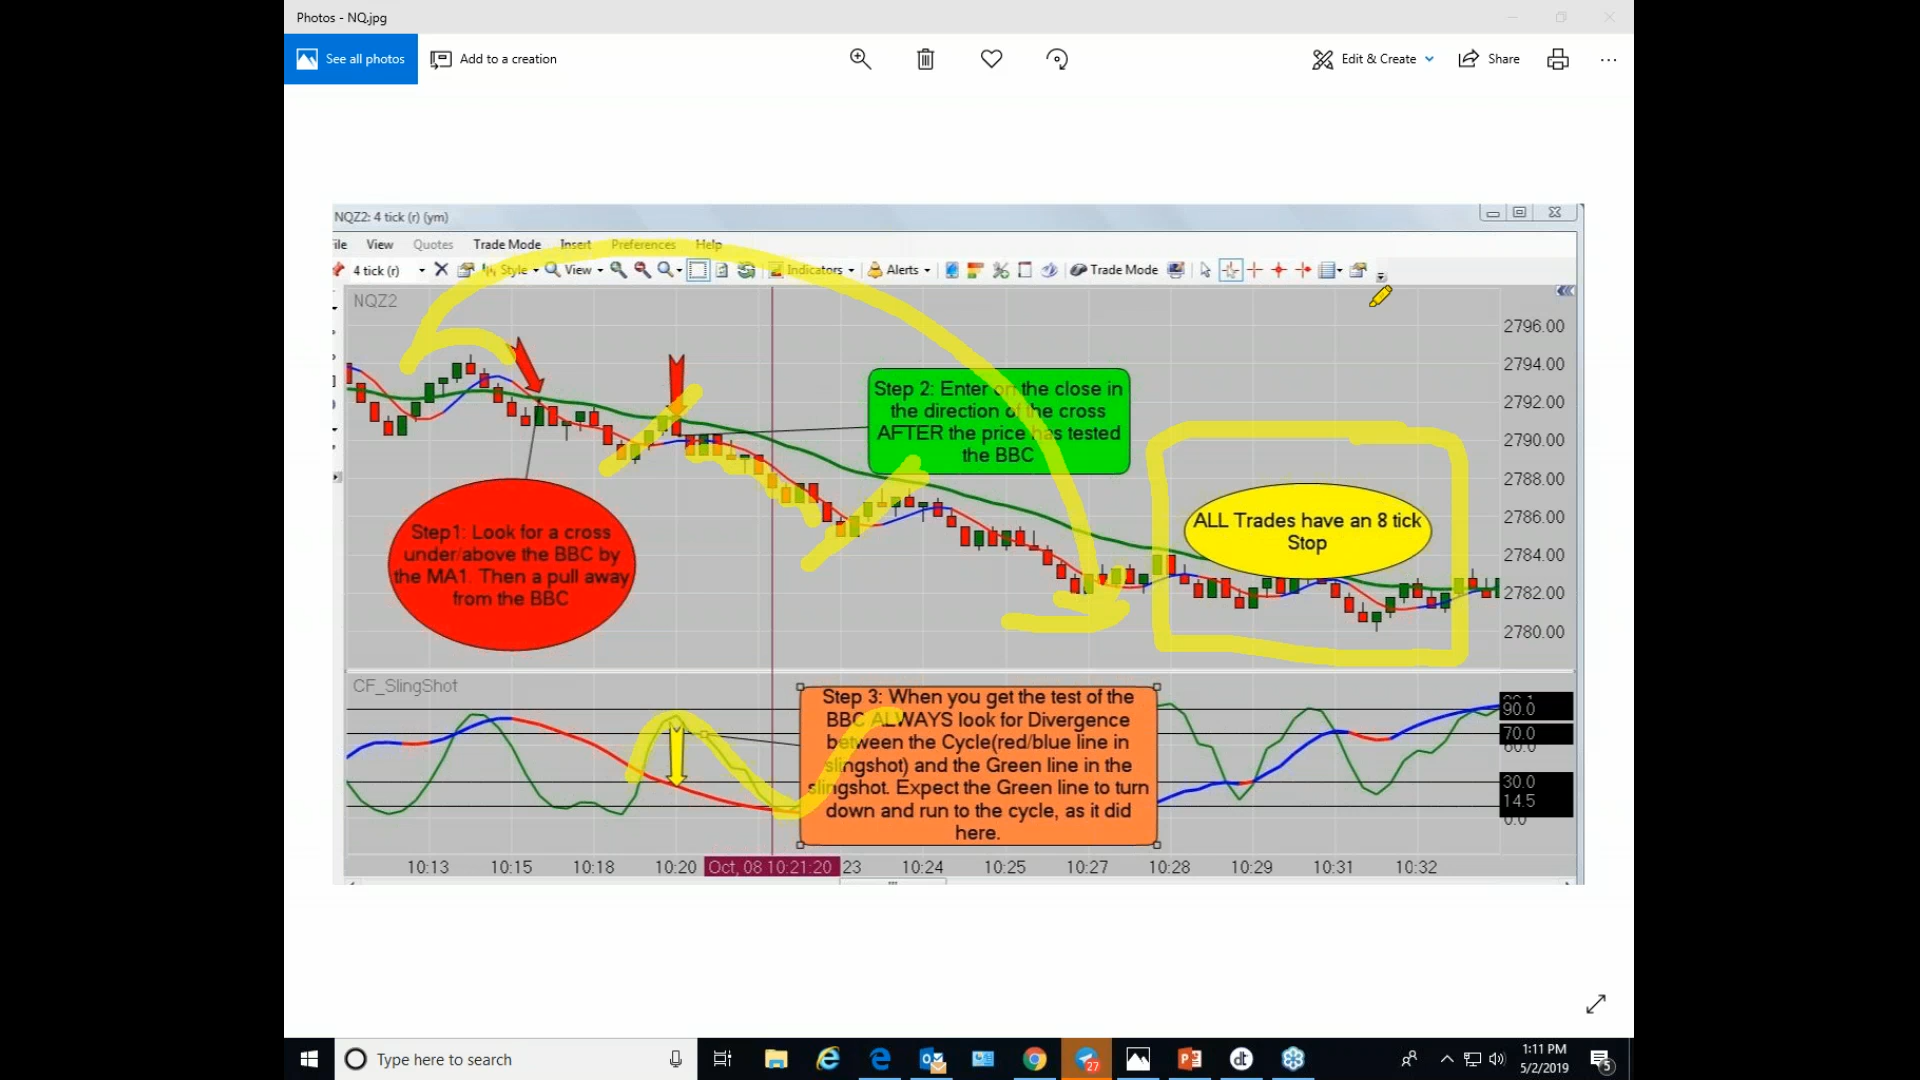 Photos - NQ.jpg
See all photos
Add to a creation
Edit & Create
Share
NQZ2: 4 tick (r) (ym)
ile View Quotes Trade Mode Insert Preferences Help
4 tick (r) Style View Indicators Alerts Trade Mode
NQZ2
2796.00
2794.00
2792.00
2790.00
2788.00
2786.00
2784.00
2782.00
2780.00
Step 2: Enter on the close in
the direction of the cross
AFTER the price has tested
the BBC
Step1: Look for a cross
under/above the BBC by
the MA1. Then a pull away
from the BBC
ALL Trades have an 8 tick
Stop
CF_SlingShot
Step 3: When you get the test of the
BBC ALWAYS look for Divergence
between the Cycle(red/blue line in
slingshot) and the Green line in the
slingshot. Expect the Green line to turn
down and run to the cycle, as it did
here.
90.0
70.0
30.0
14.5
0.0
10:13 10:15 10:18 10:20 Oct, 08 10:21:20 23 10:24 10:25 10:27 10:28 10:29 10:31 10:32
Type here to search
27
1:11 PM
5/2/2019
5